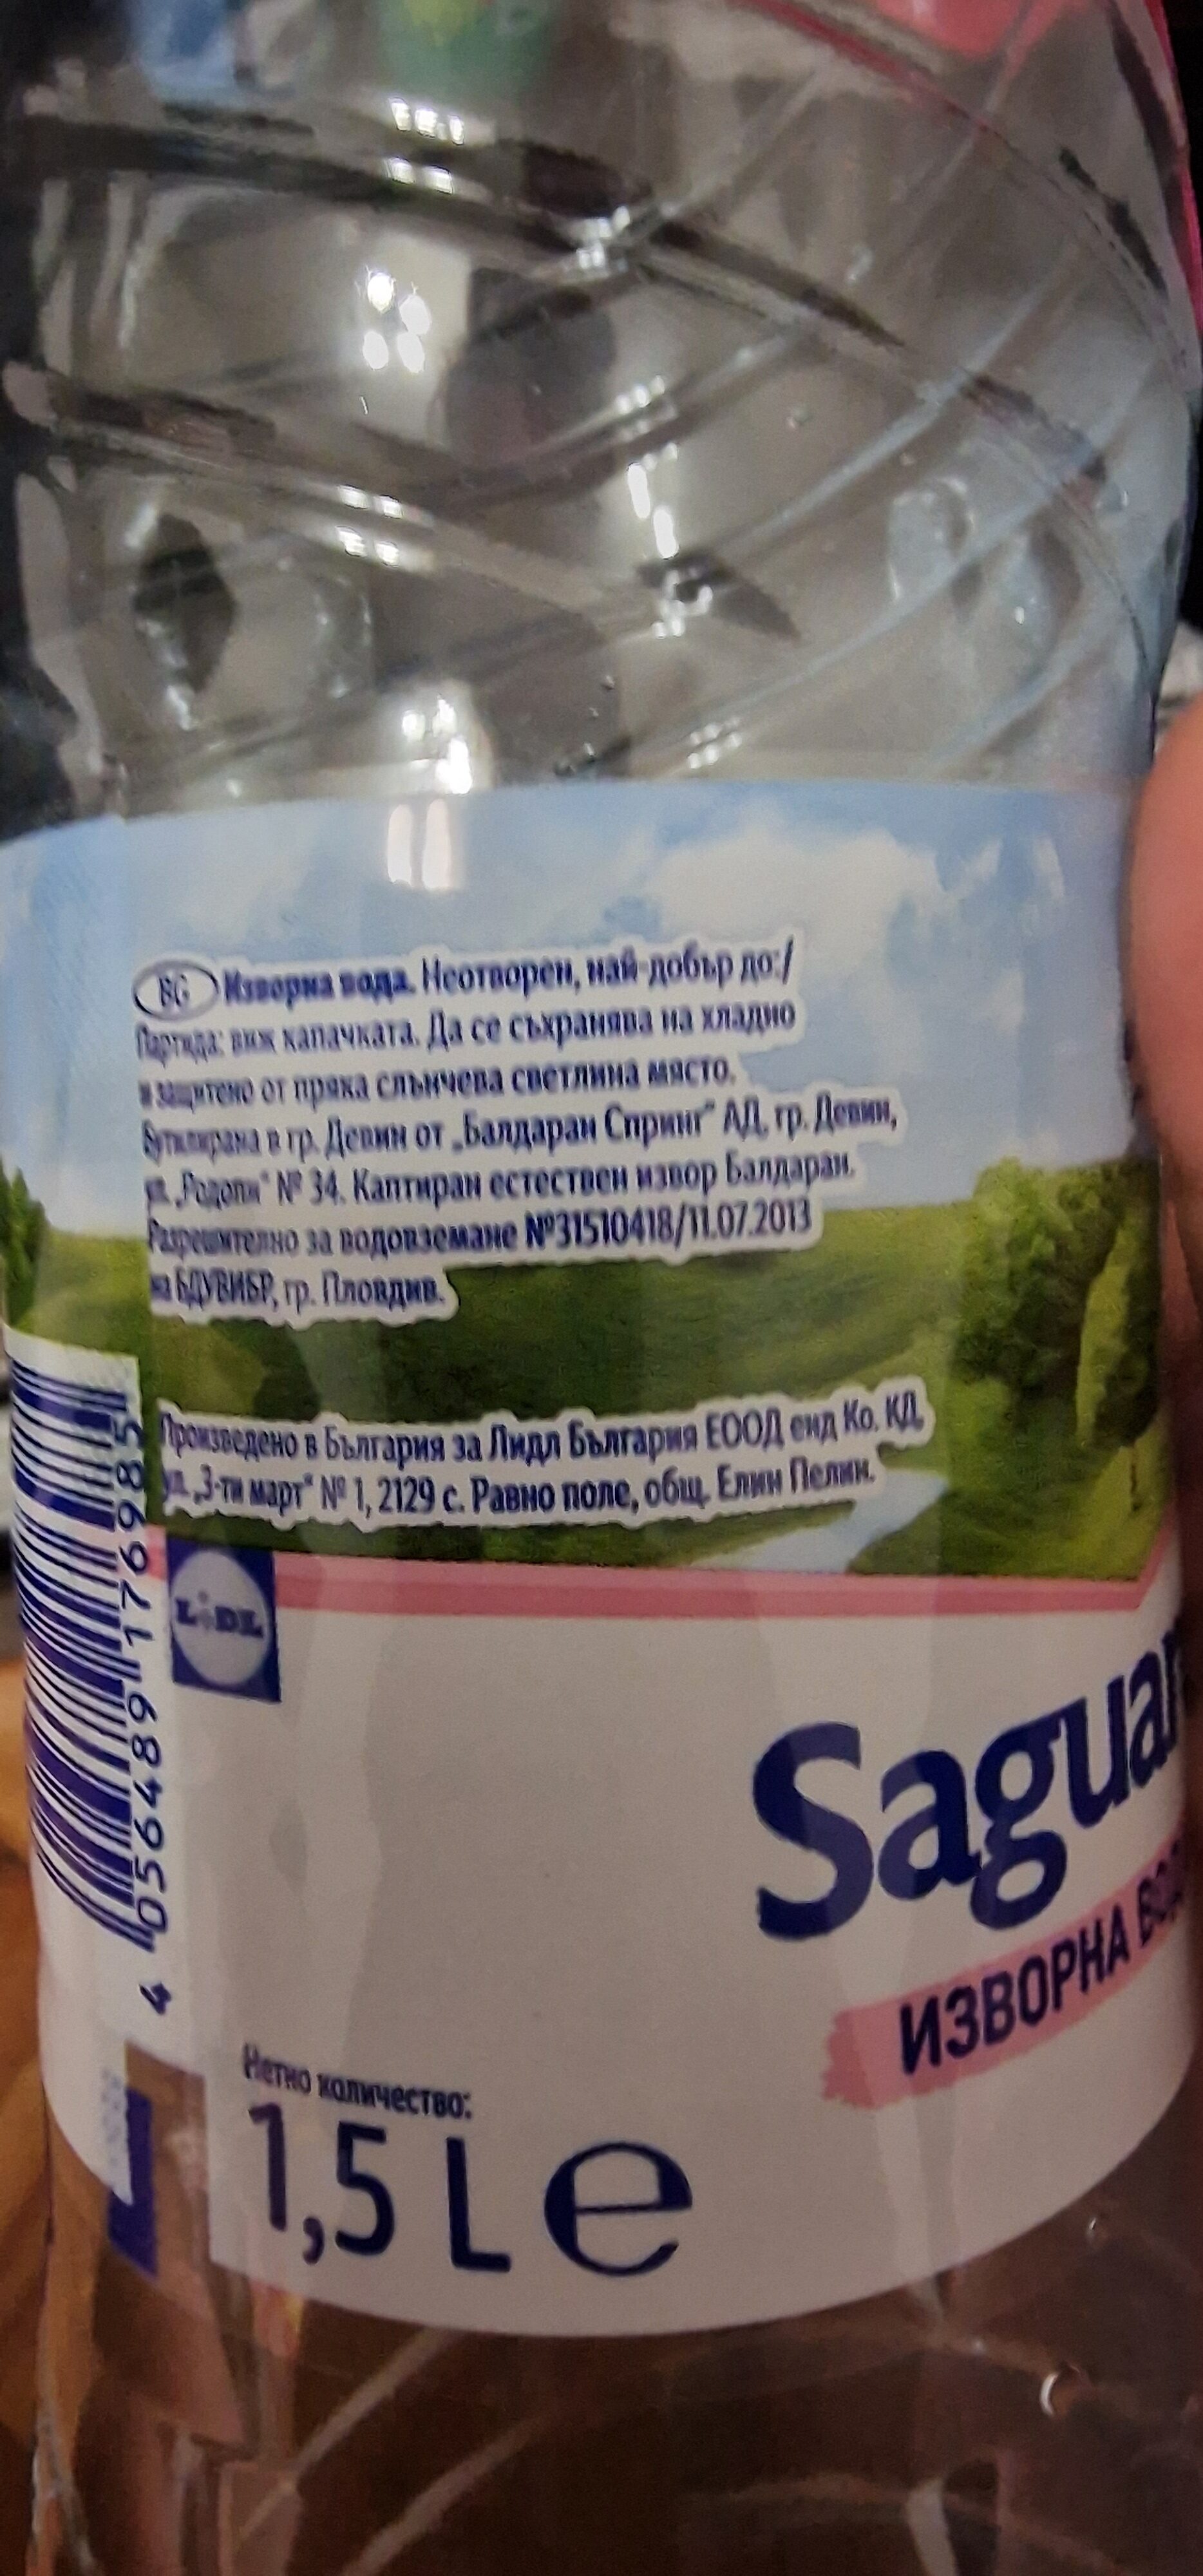 BG Изворна вода. Неотворен, най-добър до:/
Партида: виж капачката. Да се съхранява на хладно
и защитено от пряка слънчева светлина място.
Бутилирана в гр. Девин от „Балдаран Спринг" АД, гр. Девин,
ул. „Родопи" № 34. Каптиран естествен извор Балдаран.
Разрешително за водовземане №31510418/11.07.2013
на БДУВИБР, гр. Пловдив.
Произведено в България за Лидл България ЕООД енд Ко. КД,
ул. „3-ти март" № 1, 2129 с. Равно поле, общ. Елин Пелин.
4 056489 176985
LIDL
Saguar
ИЗВОРНА ВОД
Нетно количество:
1,5 L e